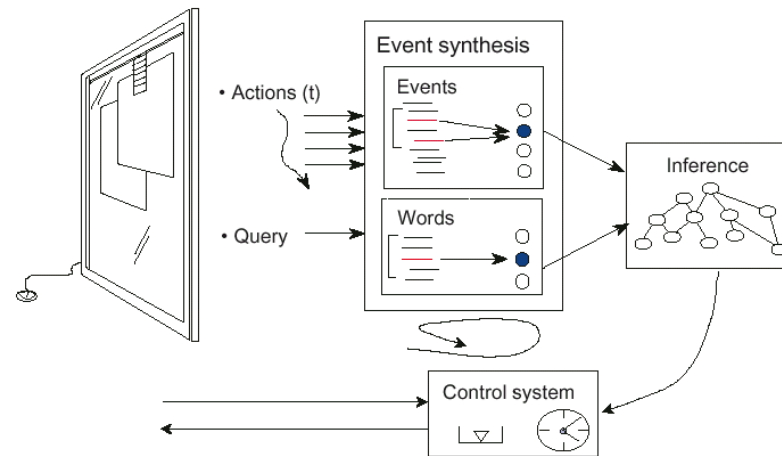 Event synthesis
Events
• Actions (t)
Inference
Words
• Query
Control system